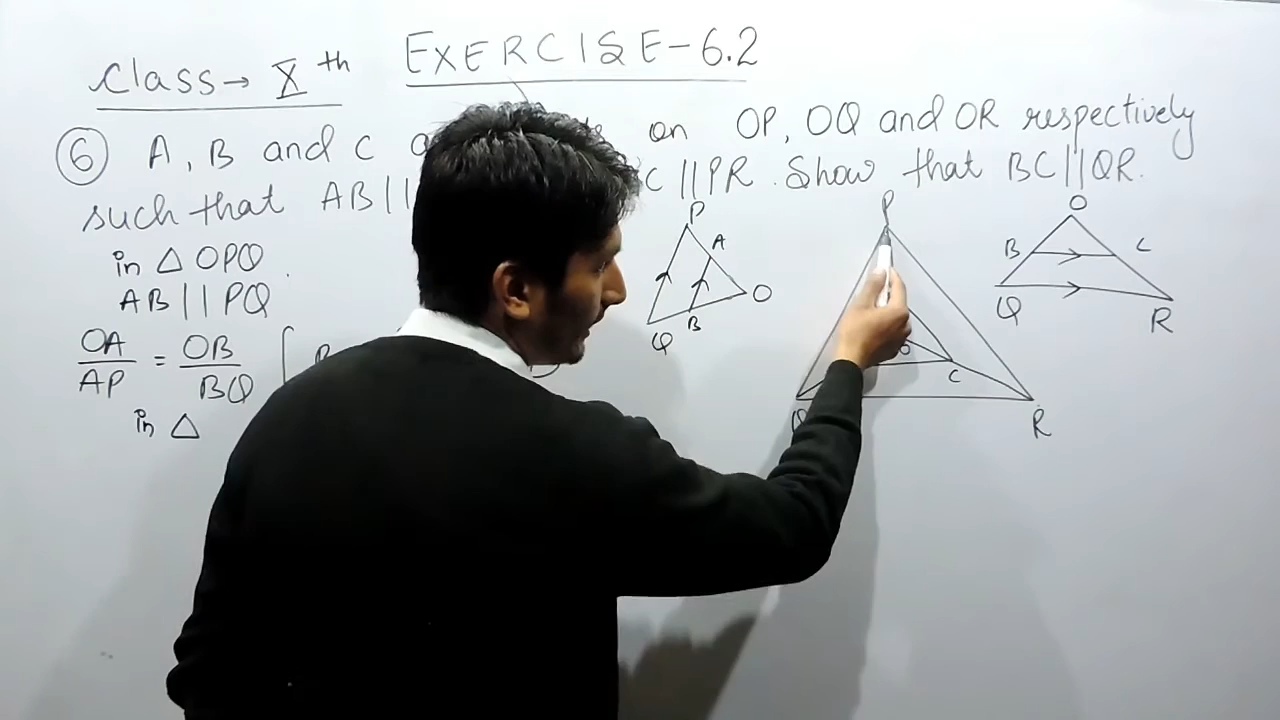 Class → Xth EXERCISE-6.2
6 A, B and C on OP, OQ and OR respectively
such that AB|| C||PR. Show that BC||QR.
in △ OPQ
AB||PQ
OA/AP = OB/BQ [
in △
P
A
O
Q
B
P
C
R
O
B
C
Q
R